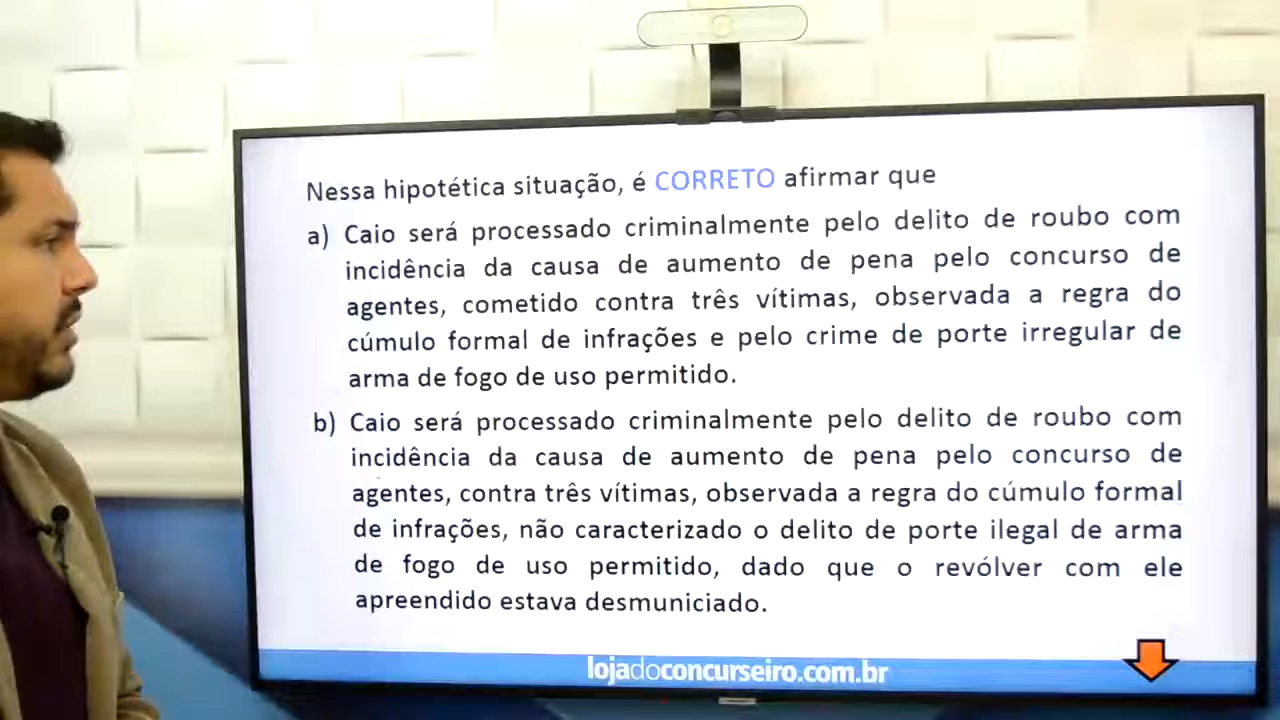 Nessa hipotética situação, é CORRETO afirmar que
a) Caio será processado criminalmente pelo delito de roubo com
incidência da causa de aumento de pena pelo concurso de
agentes, cometido contra três vítimas, observada a regra do
cúmulo formal de infrações e pelo crime de porte irregular de
arma de fogo de uso permitido.
b) Caio será processado criminalmente pelo delito de roubo com
incidência da causa de aumento de pena pelo concurso de
agentes, contra três vítimas, observada a regra do cúmulo formal
de infrações, não caracterizado o delito de porte ilegal de arma
de fogo de uso permitido, dado que o revólver com ele
apreendido estava desmuniciado.
lojadoconcurseiro.com.br